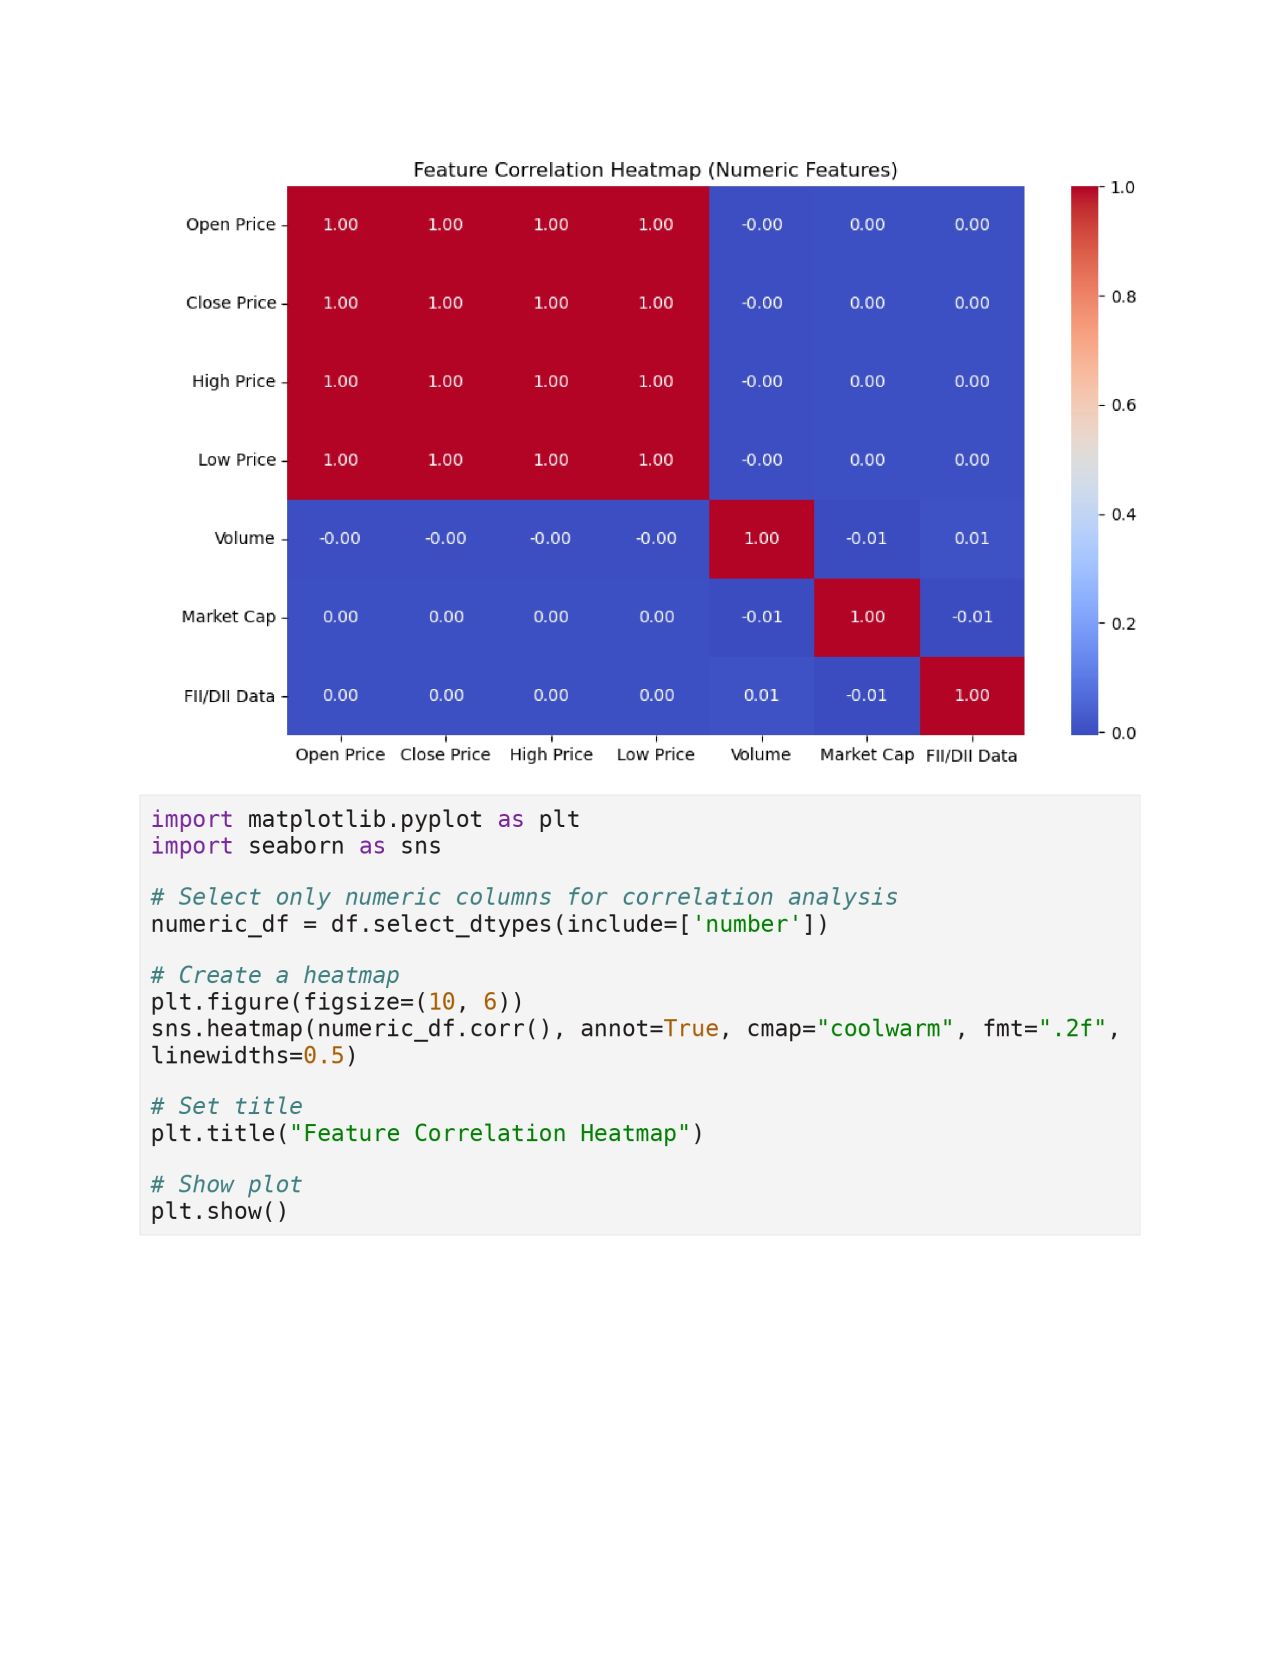 Feature Correlation Heatmap (Numeric Features)
Open Price 1.00 1.00 1.00 1.00 -0.00 0.00 0.00
Close Price 1.00 1.00 1.00 1.00 -0.00 0.00 0.00
High Price 1.00 1.00 1.00 1.00 -0.00 0.00 0.00
Low Price 1.00 1.00 1.00 1.00 -0.00 0.00 0.00
Volume -0.00 -0.00 -0.00 -0.00 1.00 -0.01 0.01
Market Cap 0.00 0.00 0.00 0.00 -0.01 1.00 -0.01
FII/DII Data 0.00 0.00 0.00 0.00 0.01 -0.01 1.00
Open Price Close Price High Price Low Price Volume Market Cap FII/DII Data
1.0
0.8
0.6
0.4
0.2
0.0
import matplotlib.pyplot as plt
import seaborn as sns
# Select only numeric columns for correlation analysis
numeric_df = df.select_dtypes(include=['number'])
# Create a heatmap
plt.figure(figsize=(10, 6))
sns.heatmap(numeric_df.corr(), annot=True, cmap="coolwarm", fmt=".2f",
linewidths=0.5)
# Set title
plt.title("Feature Correlation Heatmap")
# Show plot
plt.show()